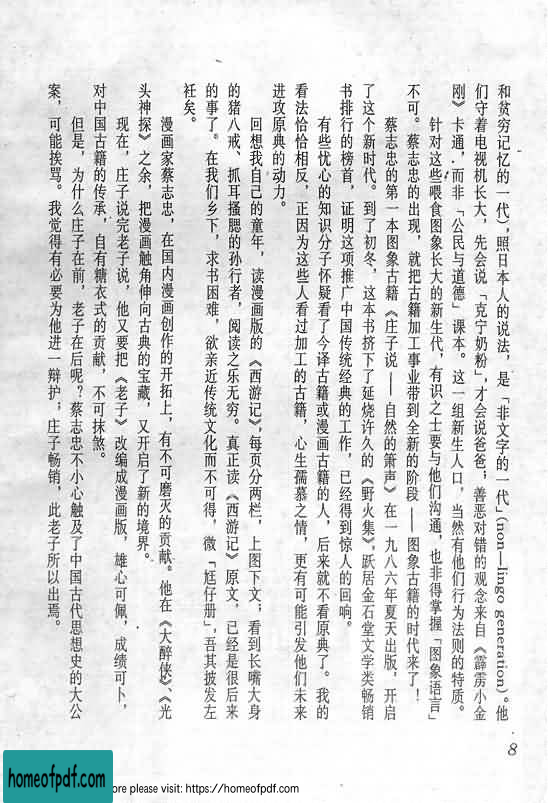 和贫穷记忆的一代），照日本人的说法，是「非文字的一代」（non—lingo generation）。他
们守着电视机长大，先会说「克宁奶粉」，才会说爸爸；善恶对错的观念来自《霹雳小金
刚》卡通，而非「公民与道德」课本。这一组新生人口，当然有他们行为法则的特质。
针对这些喂食图象长大的新生代，有识之士要与他们沟通，也非得掌握「图象语言」
不可。蔡志忠的出现，就把古籍加工事业带到全新的阶段——图象古籍的时代来了！
蔡志忠的第一本图象古籍《庄子说——自然的箫声》在一九八六年夏天出版，开启
了这个新时代。到了初冬，这本书挤下了延烧许久的《野火集》，跃居金石堂文学类畅销
书排行的榜首，证明这项推广中国传统经典的工作，已经得到惊人的回响。
有些忧心的知识分子怀疑看了今译古籍或漫画古籍的人，后来就不看原典了。我的
看法恰恰相反，正因为这些人看过加工的古籍，心生孺慕之情，更有可能引发他们未来
进攻原典的动力。
回想我自己的童年，读漫画版的《西游记》，每页分两栏，上图下文；看到长嘴大身
的猪八戒、抓耳搔腮的孙行者，阅读之乐无穷。真正读《西游记》原文，已经是很后来
的事了。在我们乡下，求书困难，欲亲近传统文化而不可得，微「尪仔册」，吾其披发左
衽矣。
漫画家蔡志忠，在国内漫画创作的开拓上，有不可磨灭的贡献。他在《大醉侠》、《光
头神探》之余，把漫画触角伸向古典的宝藏，又开启了新的境界。
现在，庄子说完老子说，他又要把《老子》改编成漫画版，雄心可佩，成绩可卜，
对中国古籍的传承，自有糖衣式的贡献，不可抹煞。
但是，为什么庄子在前，老子在后呢？蔡志忠不小心触及了中国古代思想史的大公
案，可能挨骂。我觉得有必要为他进一辩护；庄子畅销，此老子所以出焉。
8
homeofpdf.com
ore please visit: https://homeofpdf.com